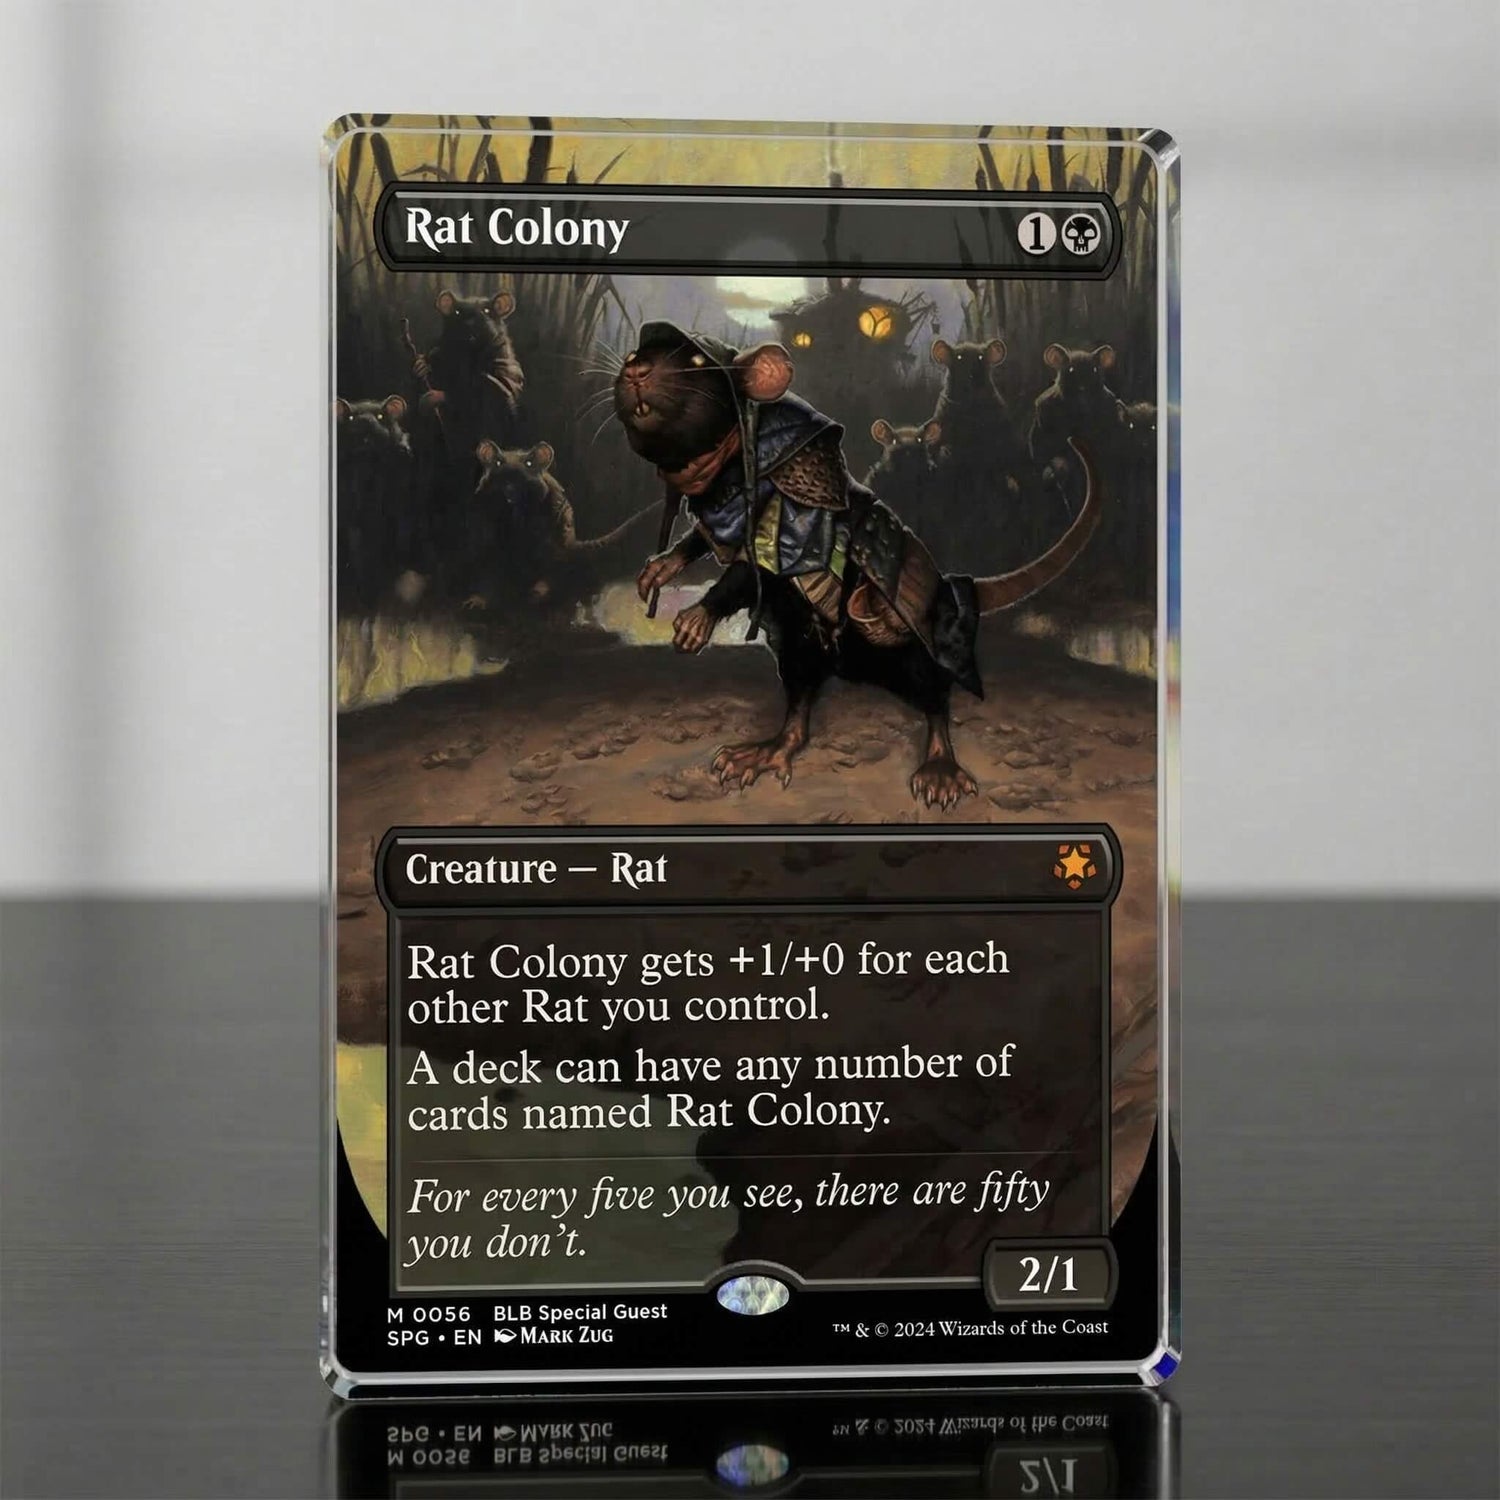 Rat Colony
1
Creature — Rat
Rat Colony gets +1/+0 for each
other Rat you control.
A deck can have any number of
cards named Rat Colony.
For every five you see, there are fifty
you don't.
2/1
M 0056 BLB Special Guest
SPG • EN Mark Zug
™ & © 2024 Wizards of the Coast